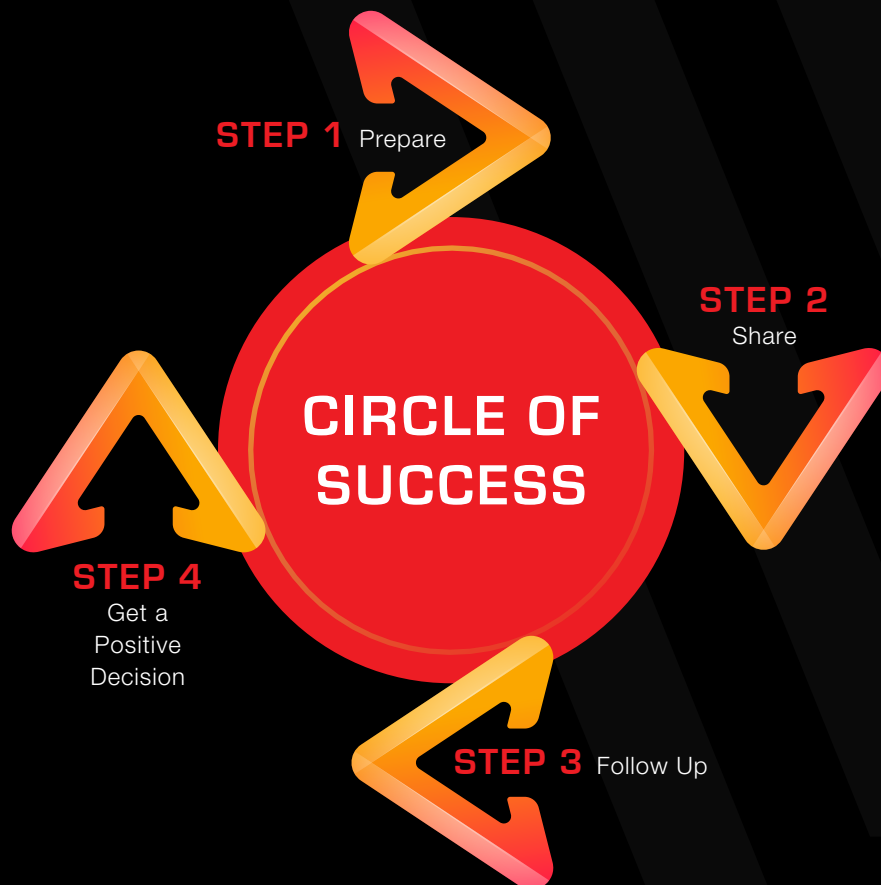 STEP 1 Prepare
STEP 2
Share
CIRCLE OF
SUCCESS
STEP 4
Get a
Positive
Decision
STEP 3 Follow Up